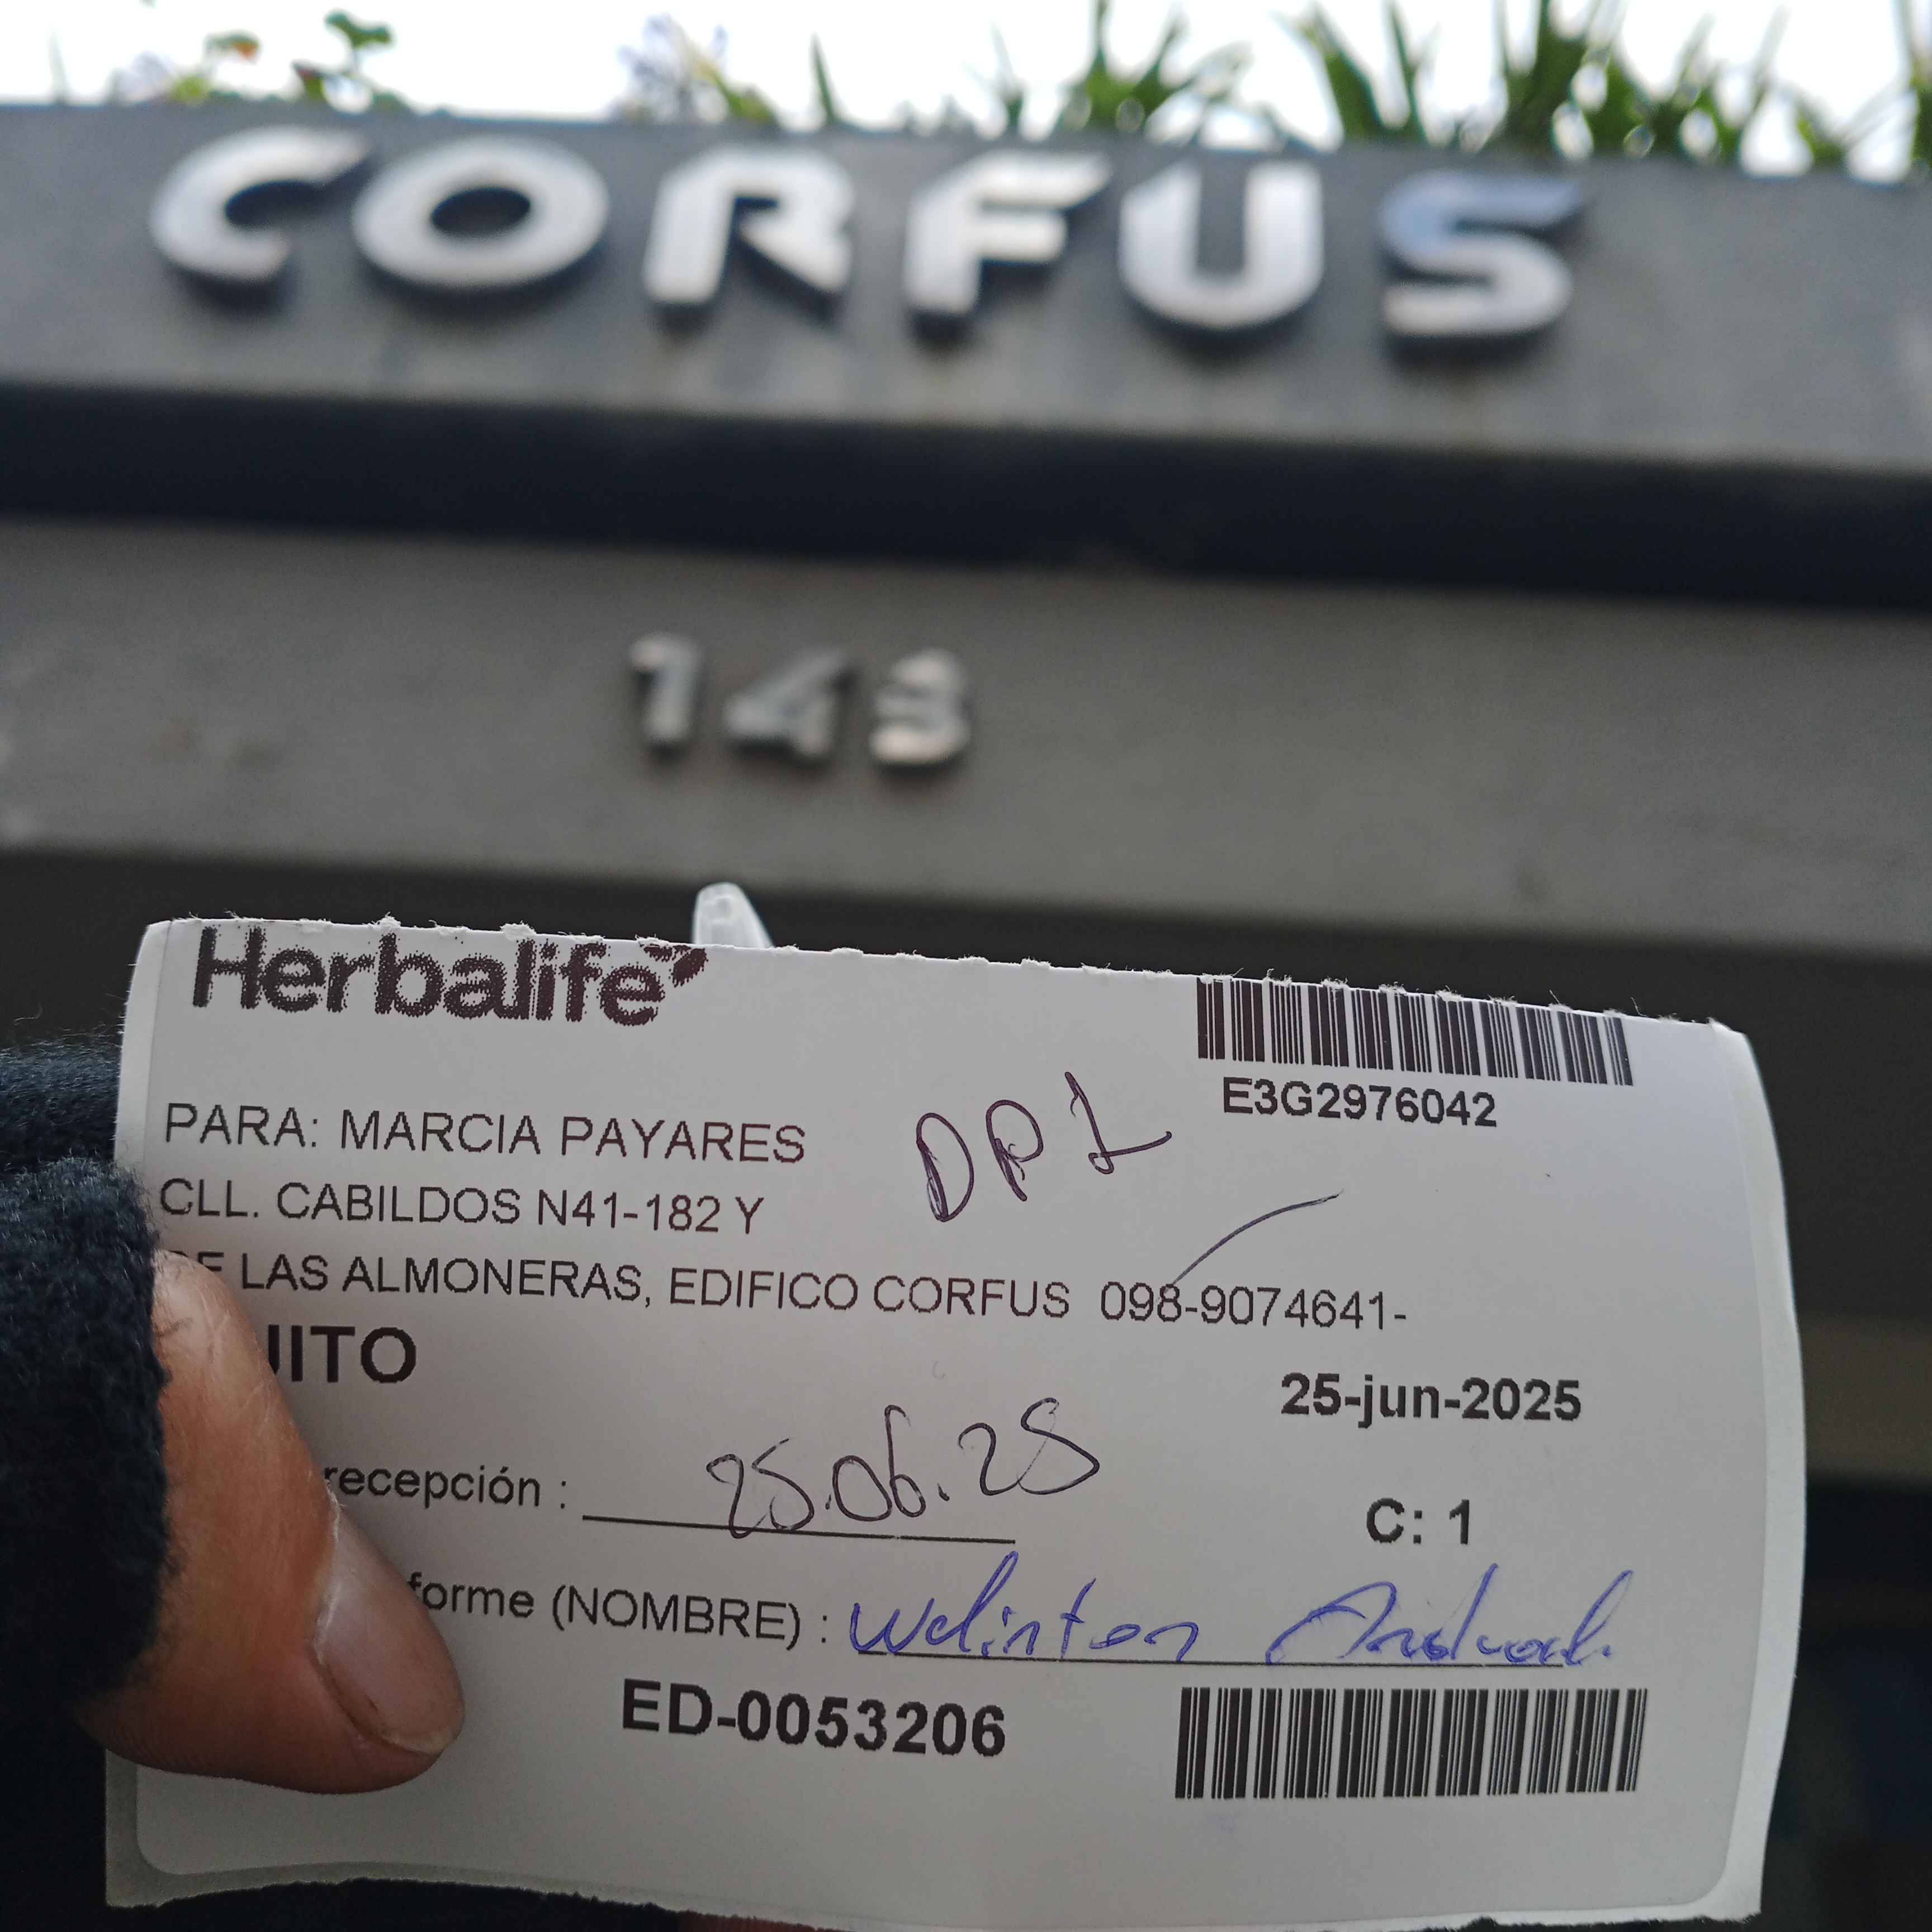 CORFUS
143
Herbalife
E3G2976042
PARA: MARCIA PAYARES
DP1
CLL. CABILDOS N41-182 Y
DE LAS ALMONERAS, EDIFICO CORFUS 098-9074641-
UITO
25-jun-2025
recepción : 25.06.25
C: 1
forme (NOMBRE) : Welinton
ED-0053206